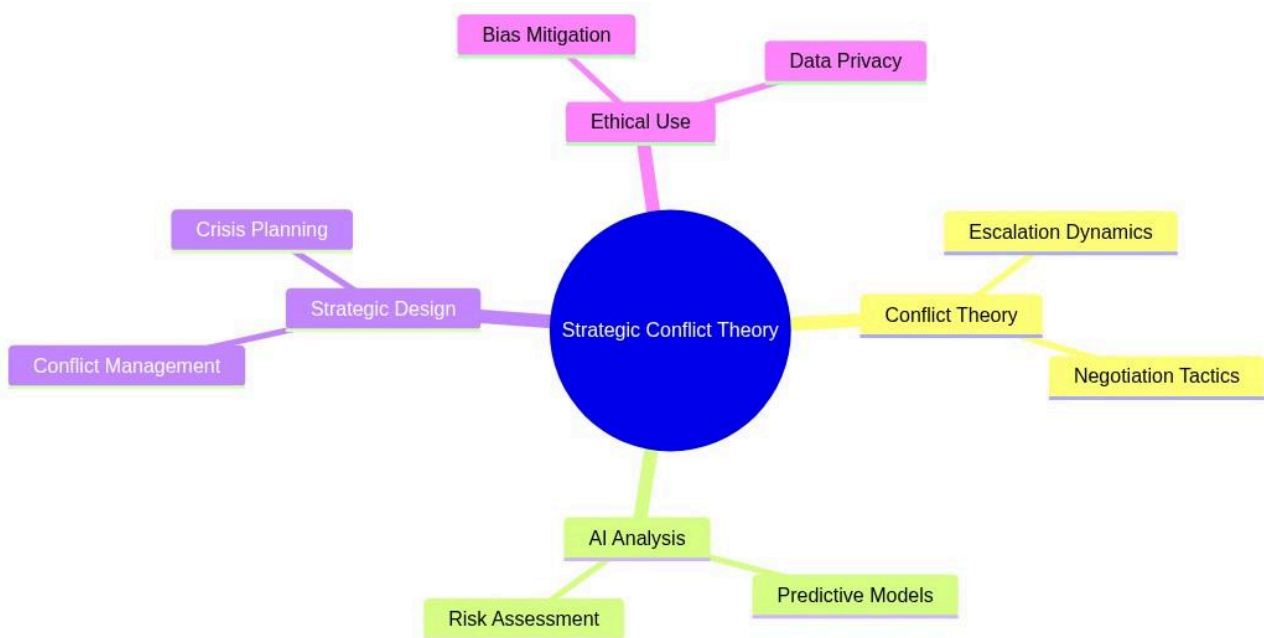 Bias Mitigation
Data Privacy
Ethical Use
Crisis Planning
Escalation Dynamics
Strategic Design
Conflict Theory
Strategic Conflict Theory
Conflict Management
Negotiation Tactics
AI Analysis
Predictive Models
Risk Assessment